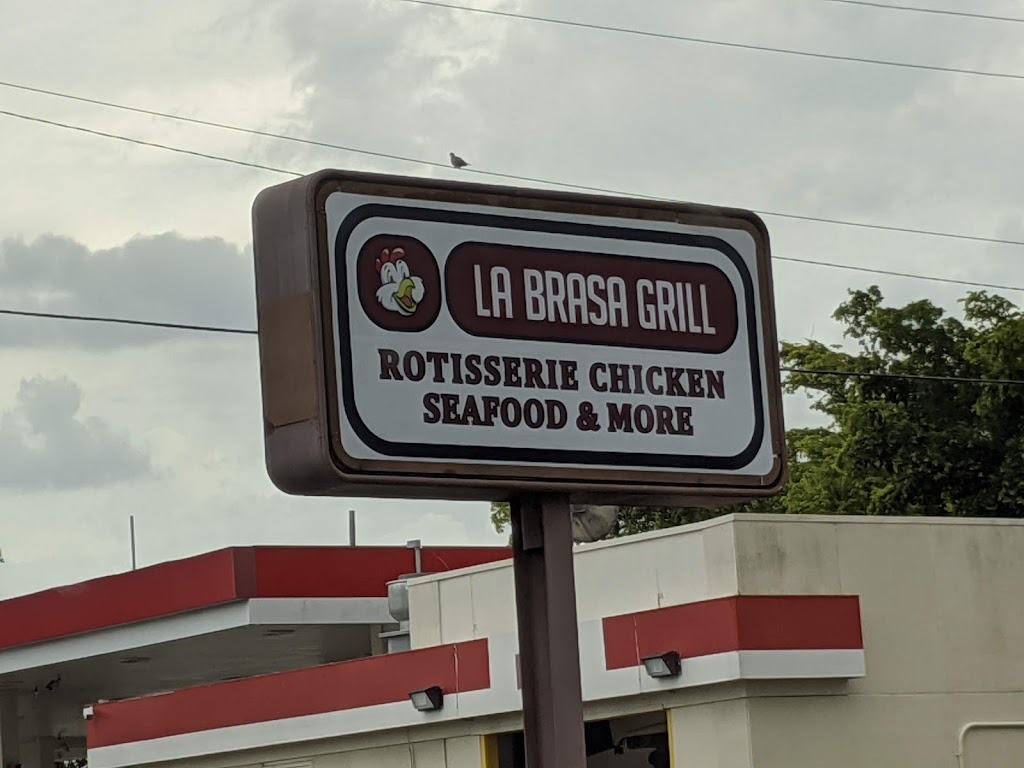 LA BRASA GRILL
ROTISSERIE CHICKEN
SEAFOOD & MORE